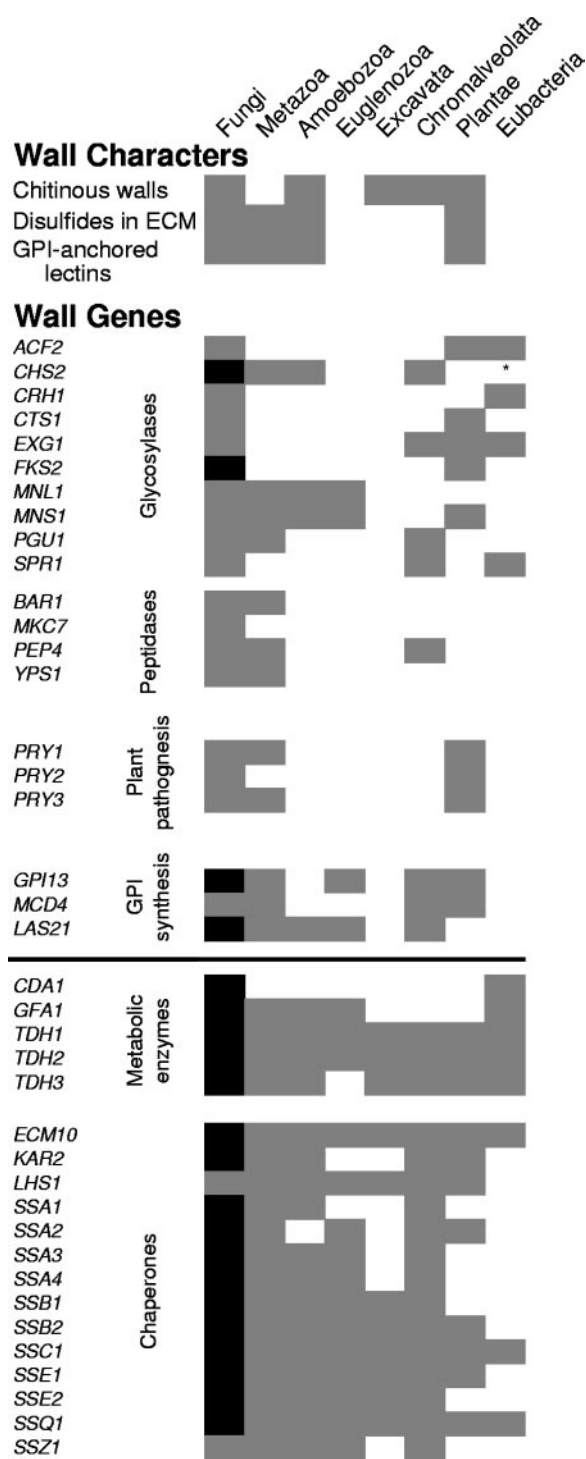 Fungi
Metazoa
Amoebozoa
Euglenozoa
Excavata
Chromalveolata
Plantae
Eubacteria
Wall Characters
Chitinous walls
Disulfides in ECM
GPI-anchored
lectins
Wall Genes
ACF2
CHS2
*
CRH1
CTS1
EXG1
FKS2
MNL1
MNS1
PGU1
SPR1
Glycosylases
BAR1
MKC7
PEP4
YPS1
Peptidases
PRY1
PRY2
PRY3
Plant
pathognesis
GPI13
MCD4
LAS21
GPI
synthesis
CDA1
GFA1
TDH1
TDH2
TDH3
Metabolic
enzymes
ECM10
KAR2
LHS1
SSA1
SSA2
SSA3
SSA4
SSB1
SSB2
SSC1
SSE1
SSE2
SSQ1
SSZ1
Chaperones